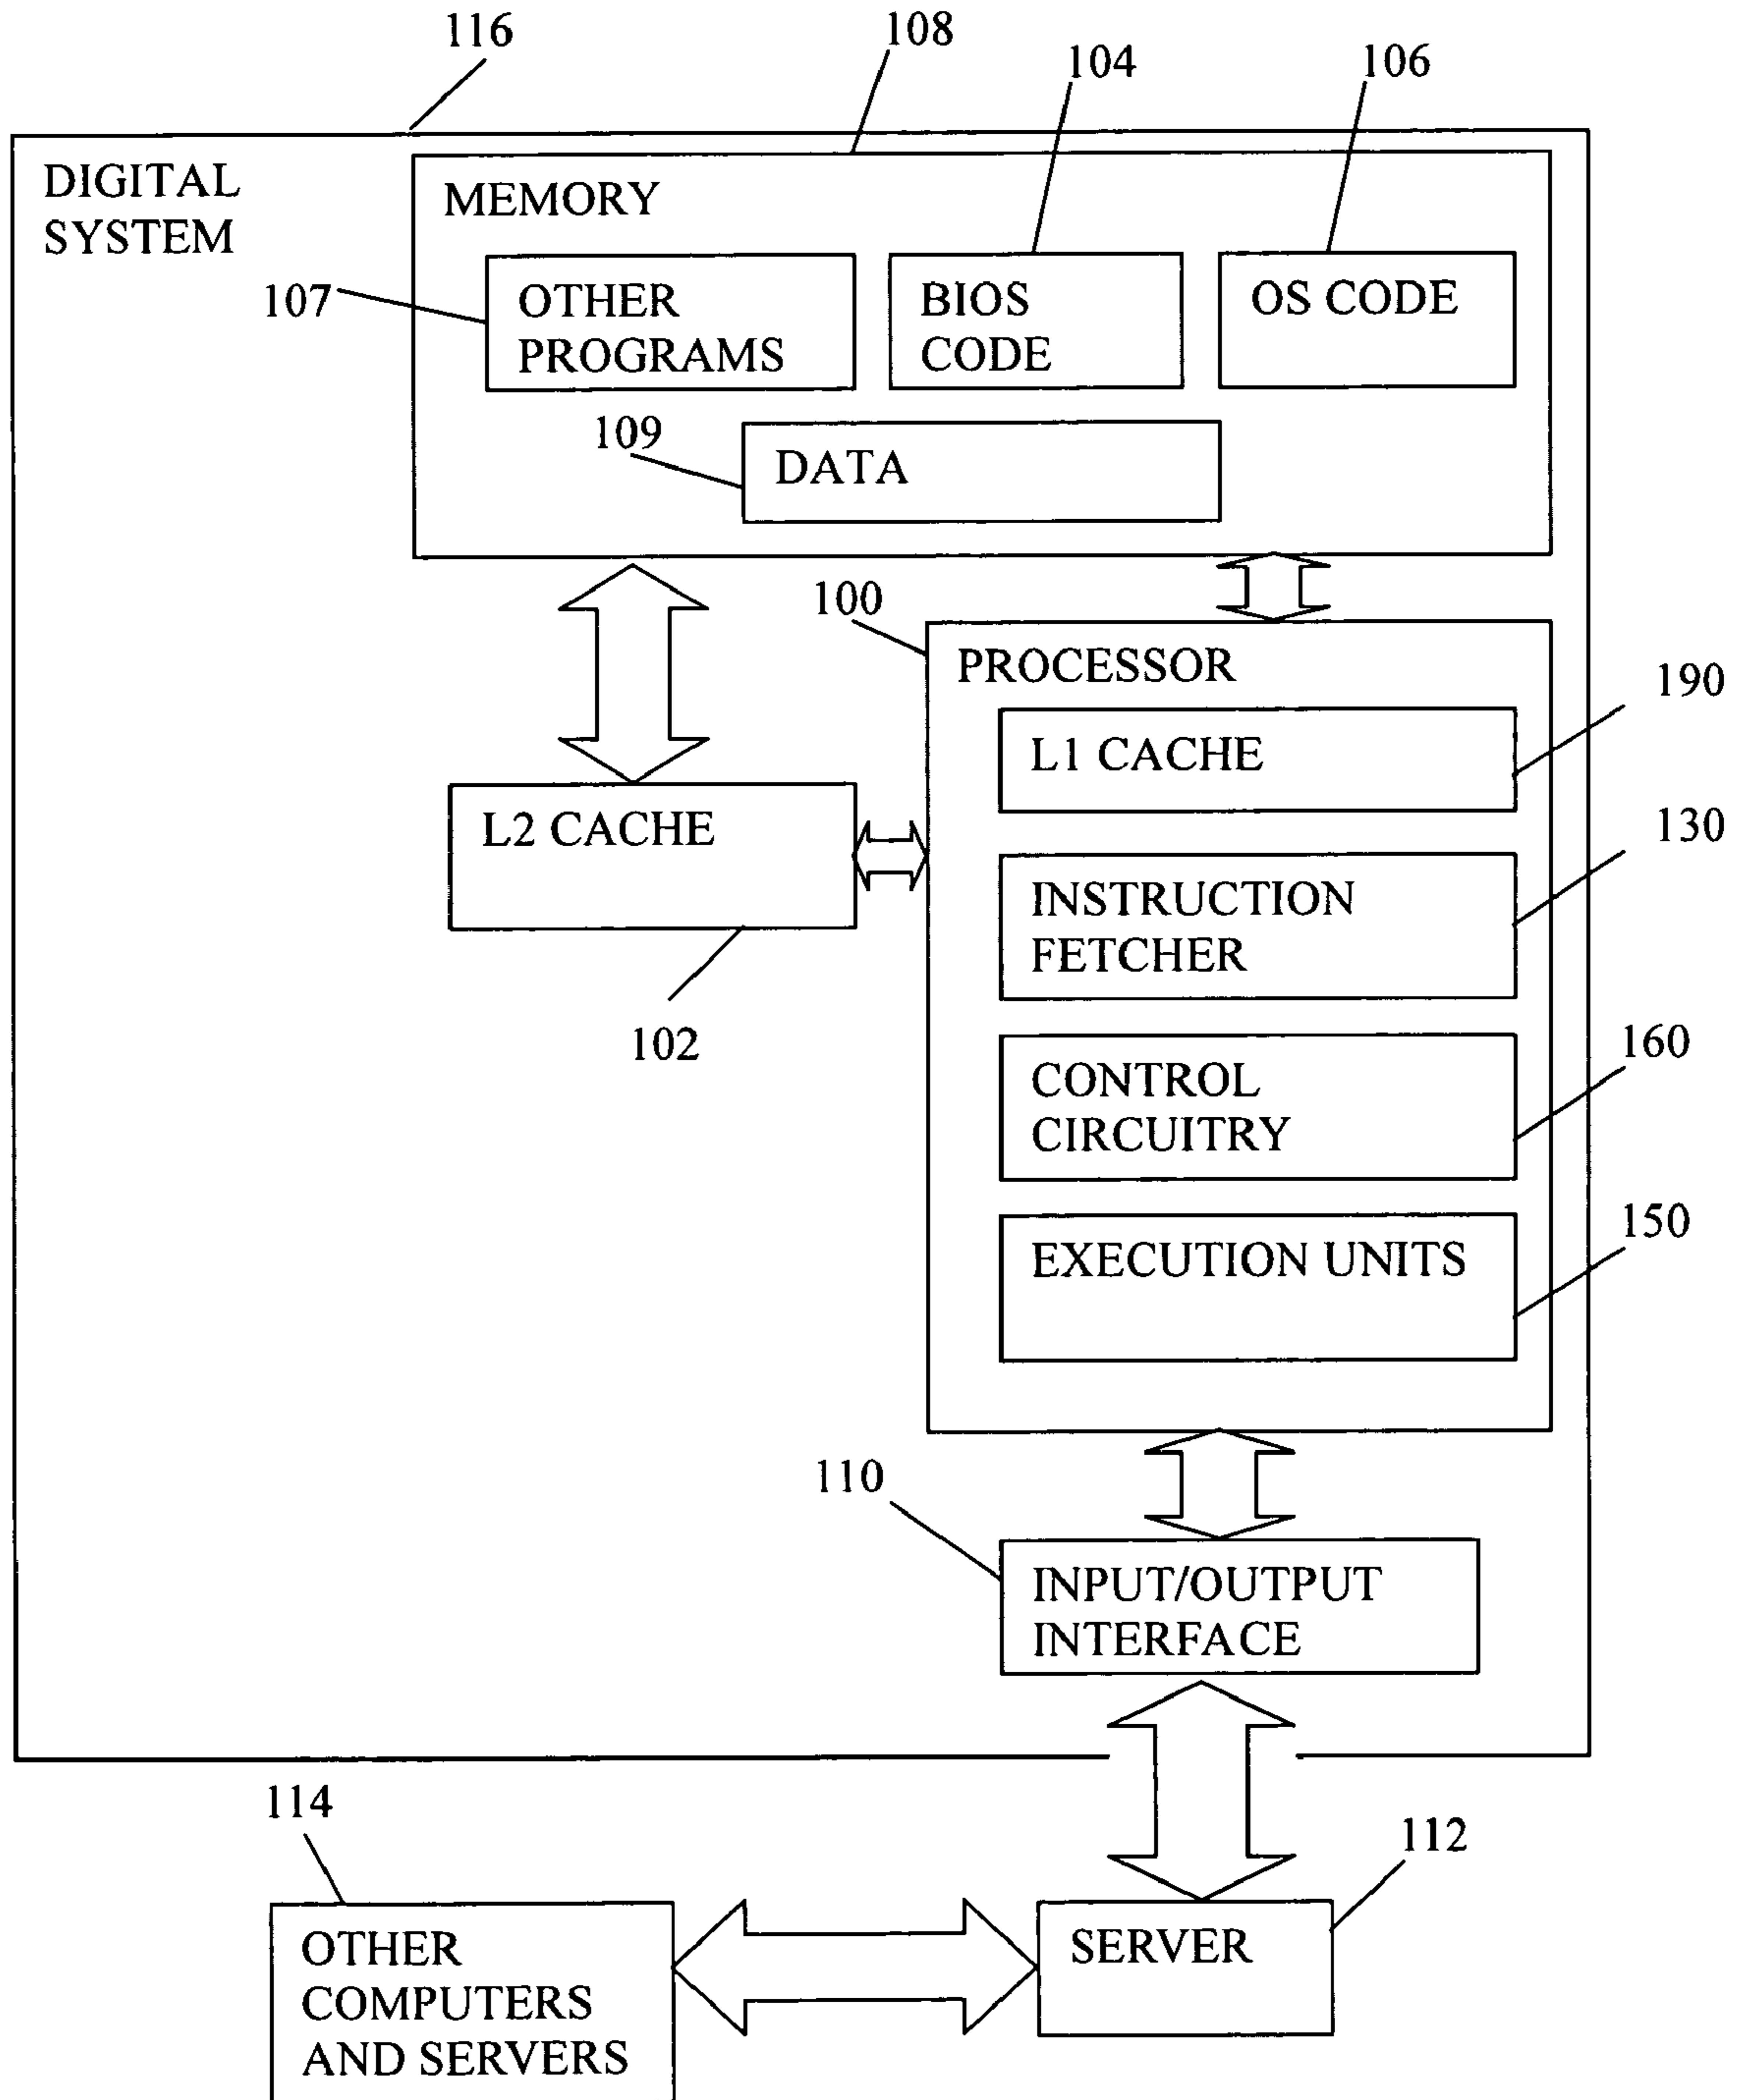 116
108
104
106
DIGITAL
SYSTEM
MEMORY
107
OTHER
PROGRAMS
BIOS
CODE
OS CODE
109
DATA
100
PROCESSOR
190
L1 CACHE
L2 CACHE
130
INSTRUCTION
FETCHER
102
160
CONTROL
CIRCUITRY
150
EXECUTION UNITS
110
INPUT/OUTPUT
INTERFACE
114
112
OTHER
COMPUTERS
AND SERVERS
SERVER